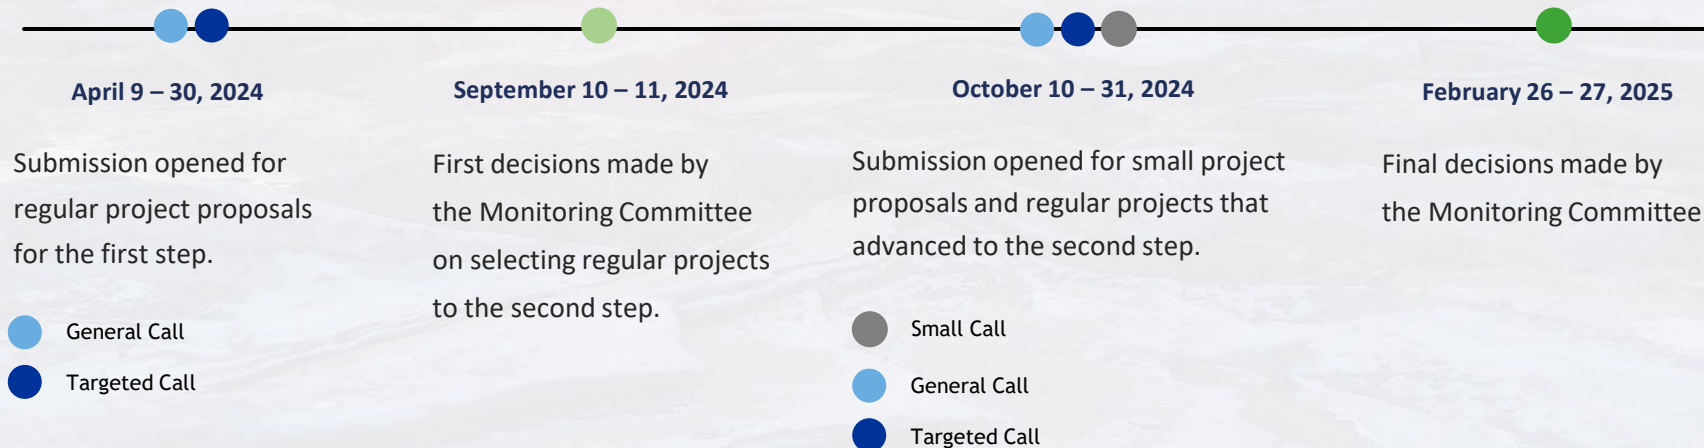 April 9 – 30, 2024
Submission opened for
regular project proposals
for the first step.
General Call
Targeted Call
September 10 – 11, 2024
First decisions made by
the Monitoring Committee
on selecting regular projects
to the second step.
October 10 – 31, 2024
Submission opened for small project
proposals and regular projects that
advanced to the second step.
Small Call
General Call
Targeted Call
February 26 – 27, 2025
Final decisions made by
the Monitoring Committee